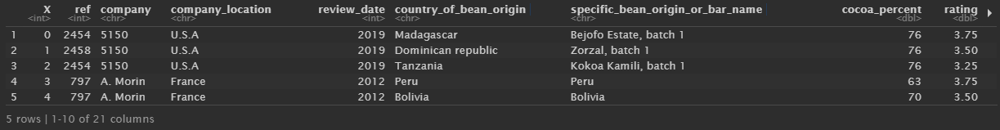 X ref company company_location review_date country_of_bean_origin specific_bean_origin_or_bar_name cocoa_percent rating
<int> <int> <chr> <chr> <int> <chr> <chr> <dbl> <dbl>
1 0 2454 5150 U.S.A 2019 Madagascar Bejofo Estate, batch 1 76 3.75
2 1 2458 5150 U.S.A 2019 Dominican republic Zorzal, batch 1 76 3.50
3 2 2454 5150 U.S.A 2019 Tanzania Kokoa Kamili, batch 1 76 3.25
4 3 797 A. Morin France 2012 Peru Peru 63 3.75
5 4 797 A. Morin France 2012 Bolivia Bolivia 70 3.50
5 rows | 1-10 of 21 columns